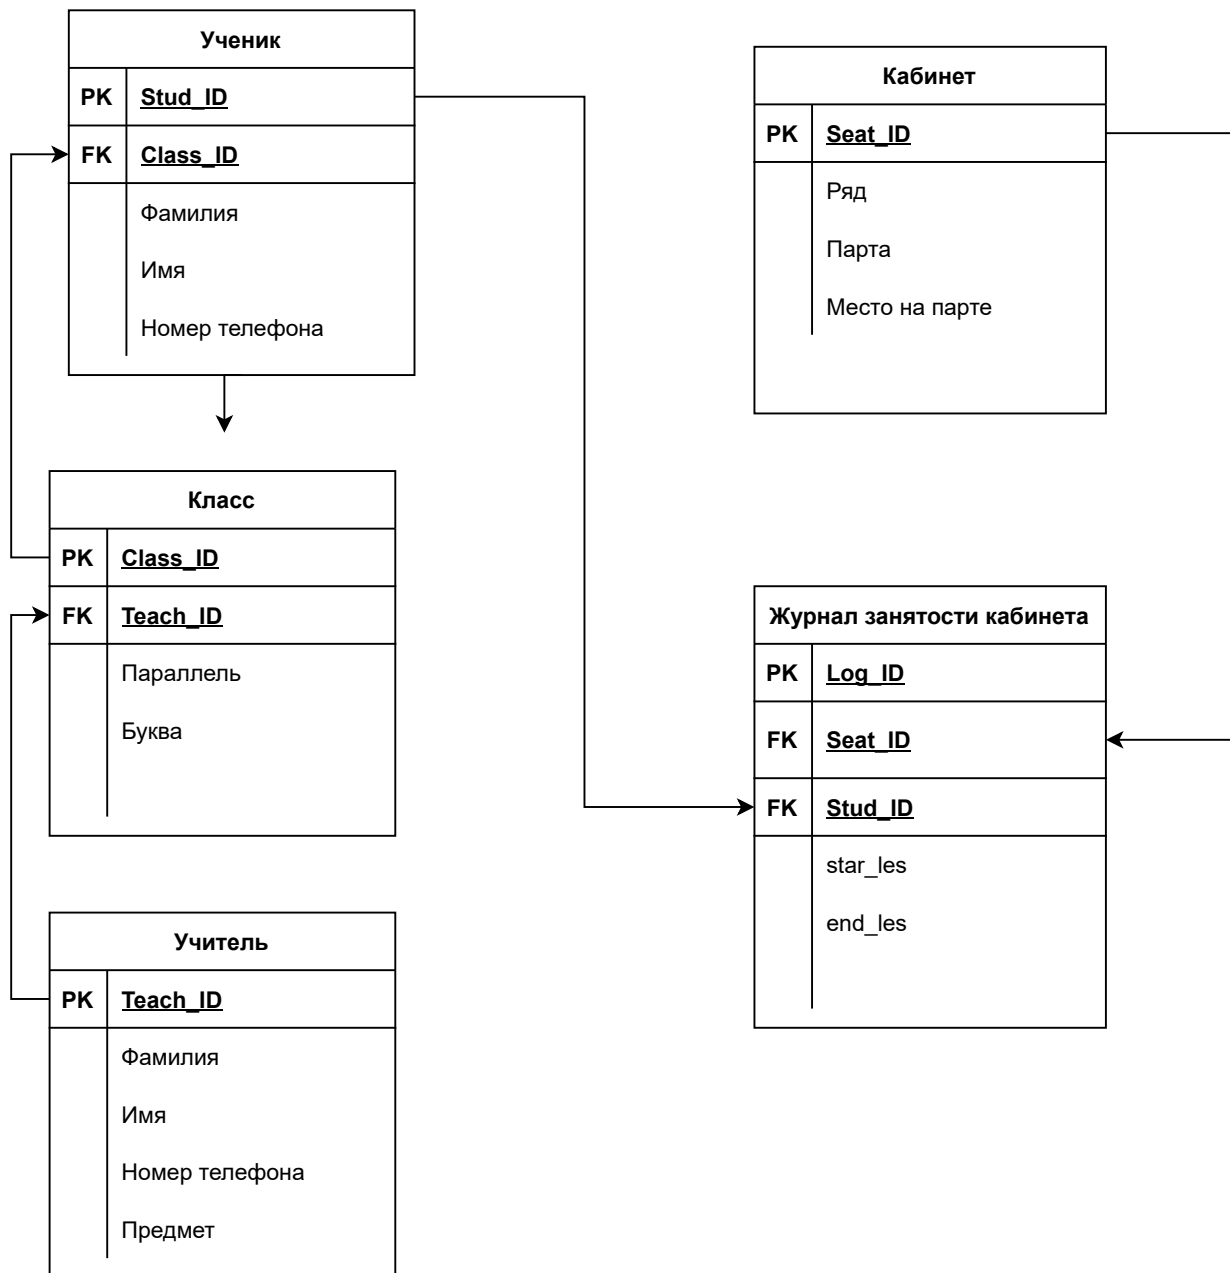 Ученик
PK Stud_ID
FK Class_ID
Фамилия
Имя
Номер телефона
Класс
PK Class_ID
FK Teach_ID
Параллель
Буква
Учитель
PK Teach_ID
Фамилия
Имя
Номер телефона
Предмет
Кабинет
PK Seat_ID
Ряд
Парта
Место на парте
Журнал занятости кабинета
PK Log_ID
FK Seat_ID
FK Stud_ID
star_les
end_les